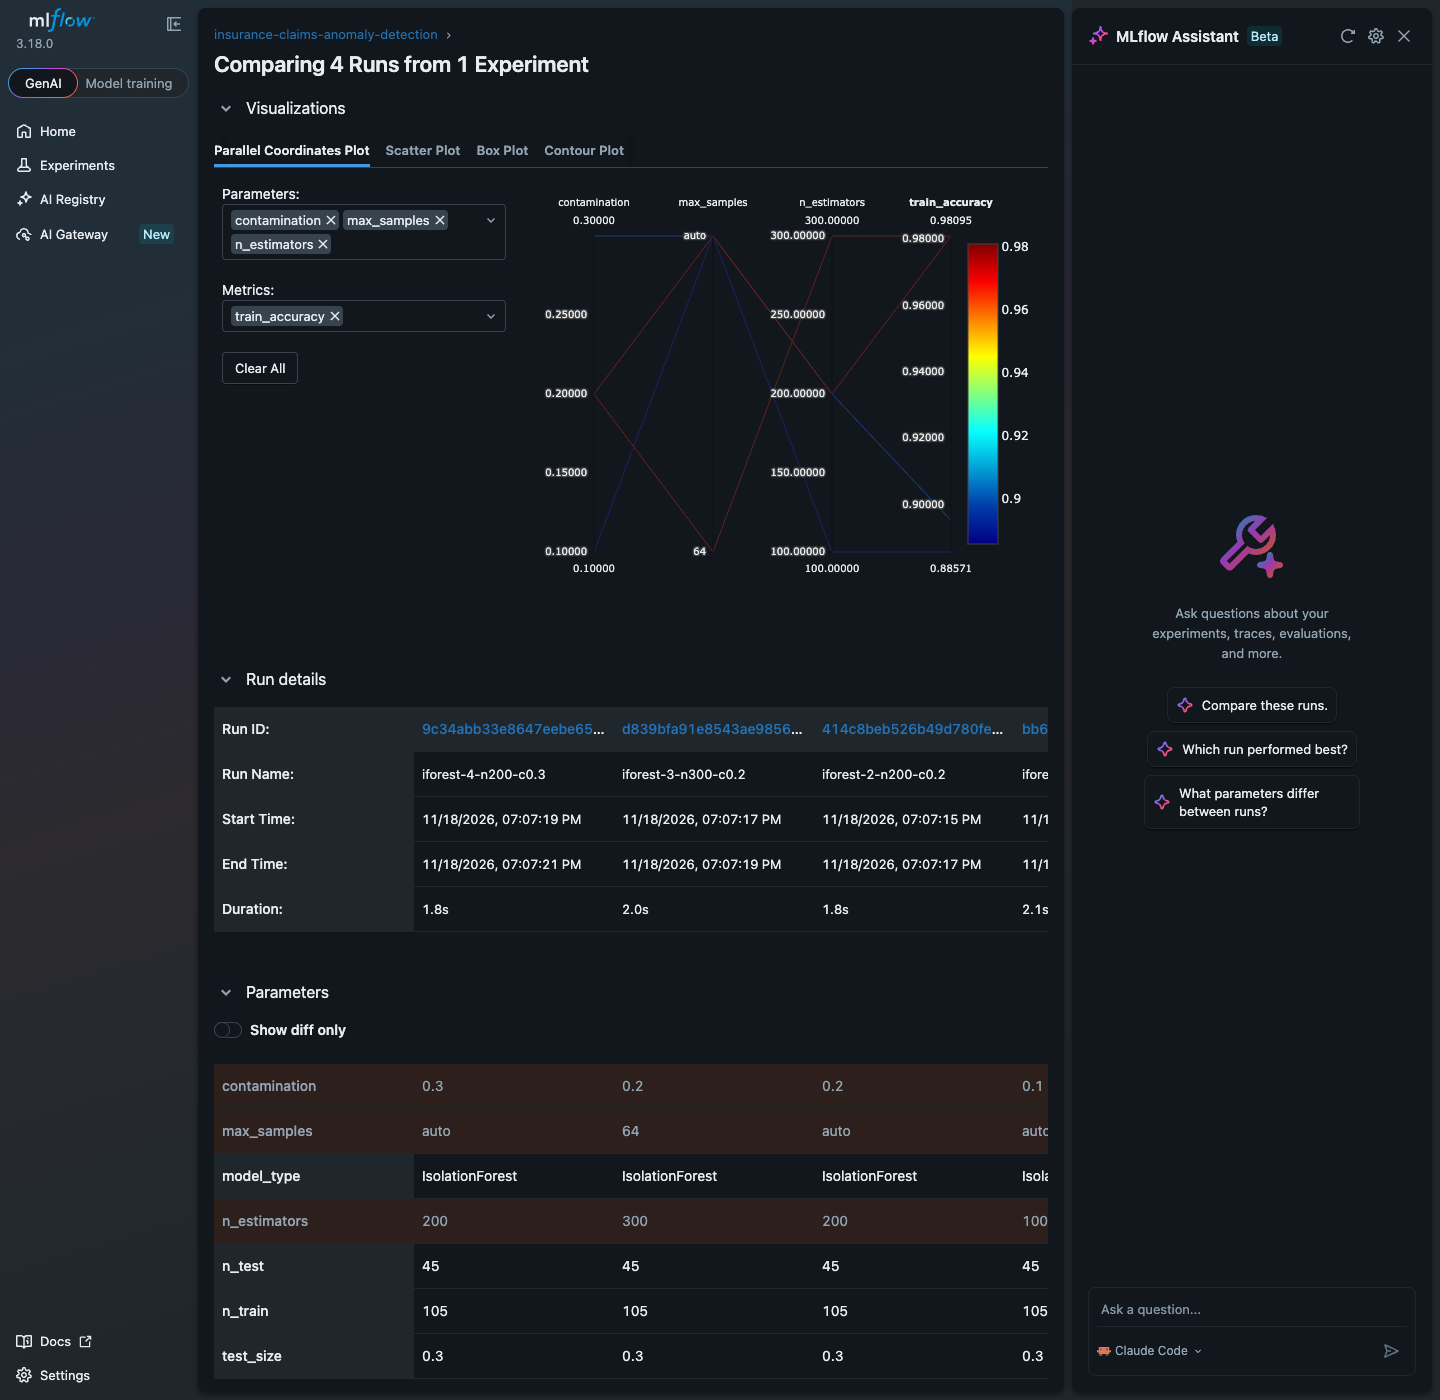 mlflow
3.18.0
GenAI
Model training
Home
Experiments
AI Registry
AI Gateway
New
Docs
Settings
insurance-claims-anomaly-detection
Comparing 4 Runs from 1 Experiment
Visualizations
Parallel Coordinates Plot
Scatter Plot
Box Plot
Contour Plot
Parameters:
contamination
max_samples
n_estimators
Metrics:
train_accuracy
Clear All
contamination
0.30000
0.25000
0.20000
0.15000
0.10000
0.10000
max_samples
auto
64
n_estimators
300.00000
300.00000
250.00000
200.00000
150.00000
100.00000
100.00000
train_accuracy
0.98095
0.98000
0.96000
0.94000
0.92000
0.90000
0.88571
0.98
0.96
0.94
0.92
0.9
Run details
Run ID: 9c34abb33e8647eebe65... d839bfa91e8543ae9856... 414c8beb526b49d780fe... bb6
Run Name: iforest-4-n200-c0.3 iforest-3-n300-c0.2 iforest-2-n200-c0.2 ifore
Start Time: 11/18/2026, 07:07:19 PM 11/18/2026, 07:07:17 PM 11/18/2026, 07:07:15 PM 11/1
End Time: 11/18/2026, 07:07:21 PM 11/18/2026, 07:07:19 PM 11/18/2026, 07:07:17 PM 11/1
Duration: 1.8s 2.0s 1.8s 2.1s
Parameters
Show diff only
contamination 0.3 0.2 0.2 0.1
max_samples auto 64 auto auto
model_type IsolationForest IsolationForest IsolationForest Isola
n_estimators 200 300 200 100
n_test 45 45 45 45
n_train 105 105 105 105
test_size 0.3 0.3 0.3 0.3
MLflow Assistant
Beta
Ask questions about your
experiments, traces, evaluations,
and more.
Compare these runs.
Which run performed best?
What parameters differ
between runs?
Ask a question...
Claude Code